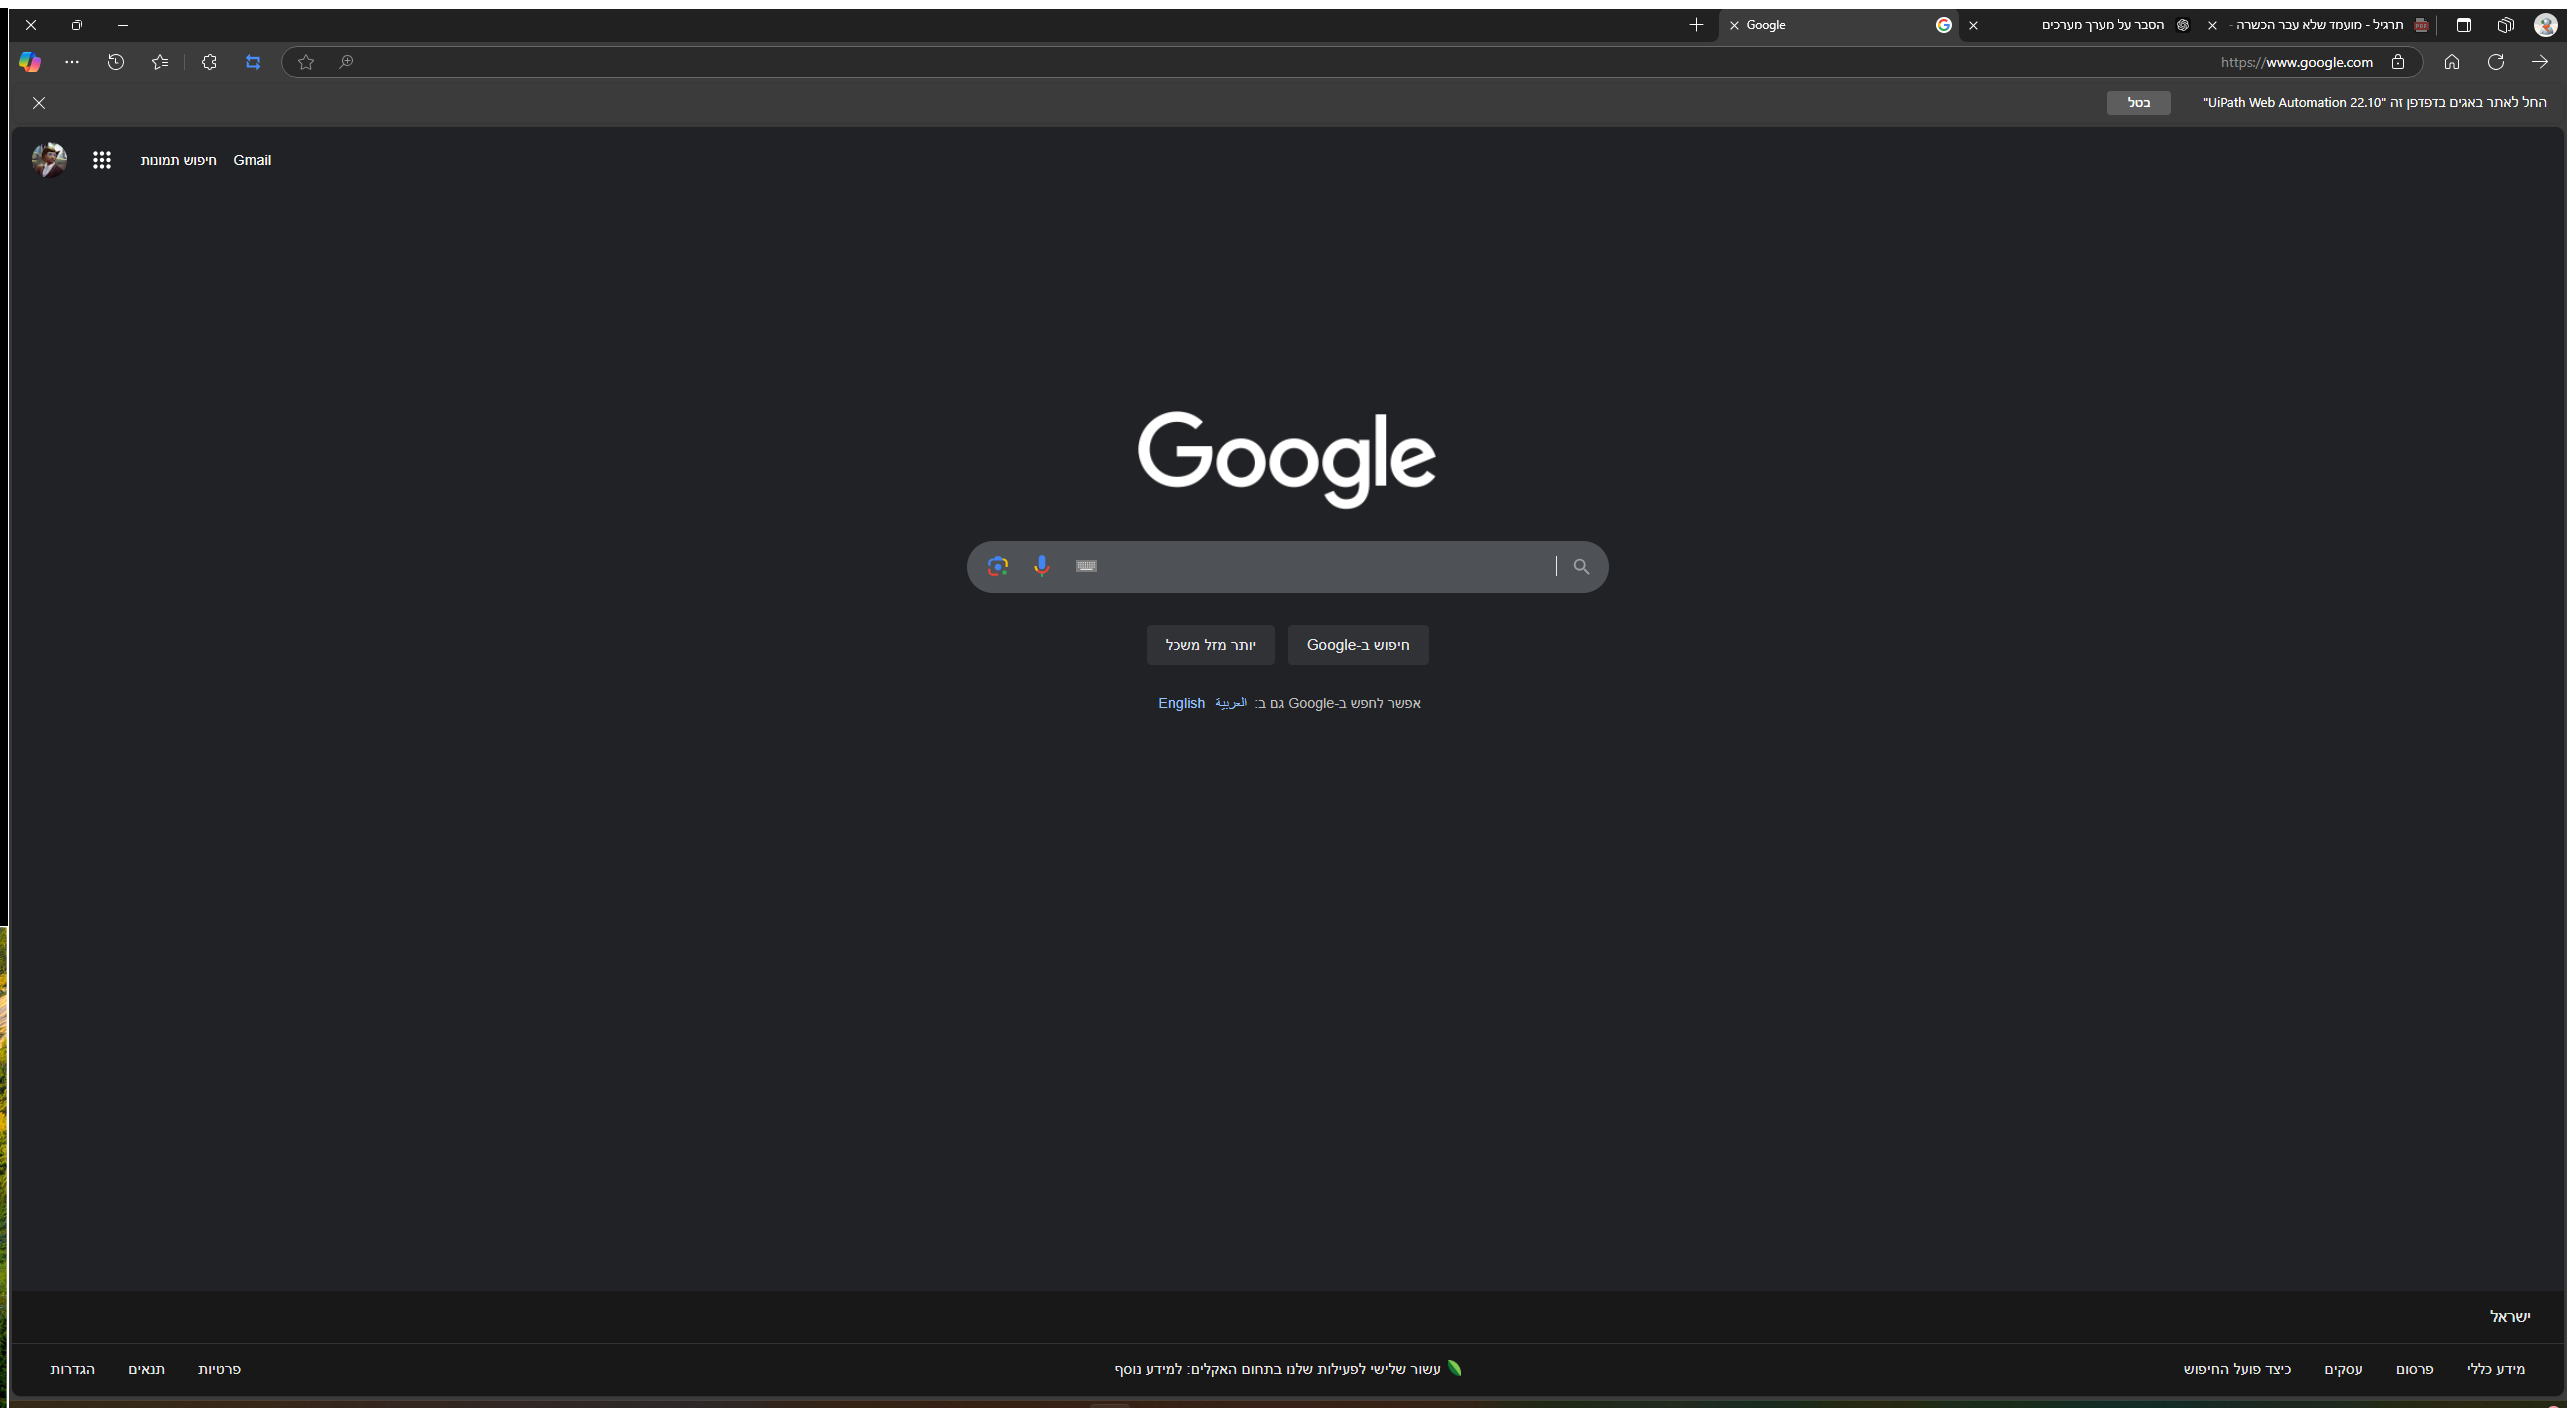 תרגיל - מועמד שלא עבר הכשרה -
הסבר על מערך מערכים
Google
https://www.google.com
החל לאתר באגים בדפדפן זה "UiPath Web Automation 22.10"
בטל
Gmail
חיפוש תמונות
Google
חיפוש ב-Google
יותר מזל משכל
אפשר לחפש ב-Google גם ב: العربية English
ישראל
מידע כללי
פרסום
עסקים
כיצד פועל החיפוש
עשור שלישי לפעילות שלנו בתחום האקלים: למידע נוסף
פרטיות
תנאים
הגדרות